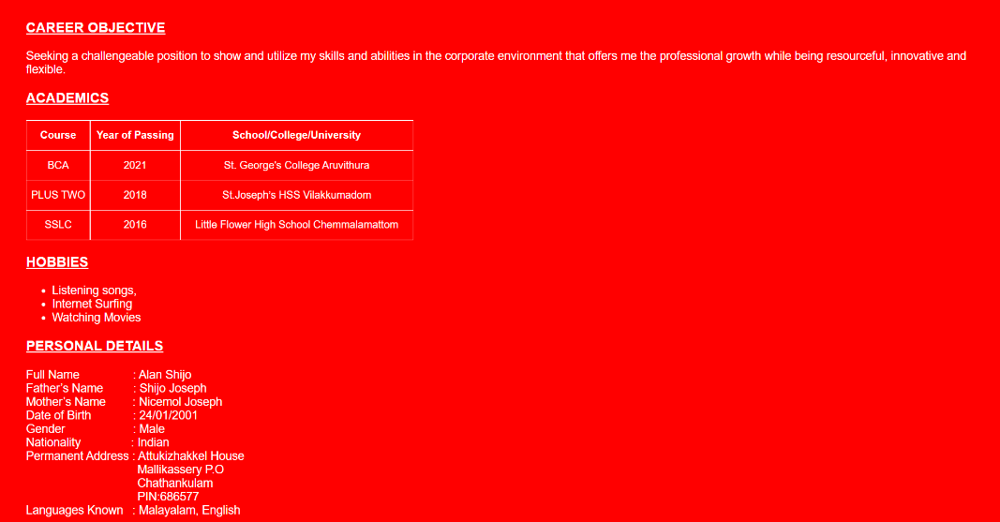 CAREER OBJECTIVE
Seeking a challengeable position to show and utilize my skills and abilities in the corporate environment that offers me the professional growth while being resourceful, innovative and
flexible.
ACADEMICS
Course Year of Passing School/College/University
BCA 2021 St. George's College Aruvithura
PLUS TWO 2018 St.Joseph's HSS Vilakkumadom
SSLC 2016 Little Flower High School Chemmalamattom
HOBBIES
• Listening songs,
• Internet Surfing
• Watching Movies
PERSONAL DETAILS
Full Name : Alan Shijo
Father’s Name : Shijo Joseph
Mother’s Name : Nicemol Joseph
Date of Birth : 24/01/2001
Gender : Male
Nationality : Indian
Permanent Address : Attukizhakkel House
Mallikassery P.O
Chathankulam
PIN:686577
Languages Known : Malayalam, English